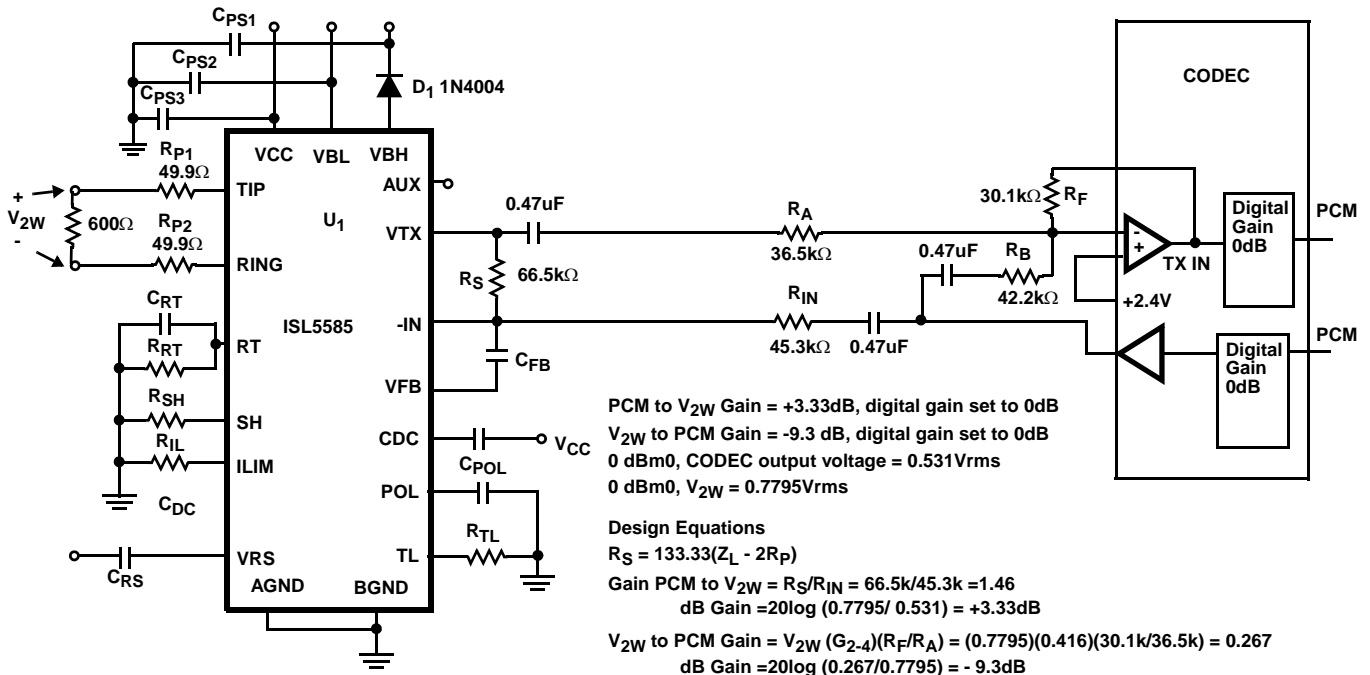 CPS1
CPS2
CPS3
D1 1N4004
CODEC
VCC
VBL
VBH
RP1
49.9Ω
TIP
AUX
+
V2W
-
600Ω
U1
RP2
49.9Ω
RING
VTX
0.47uF
RA
36.5kΩ
30.1kΩ
RF
-
+
TX IN
Digital
Gain
0dB
PCM
RS
66.5kΩ
0.47uF
RB
42.2kΩ
+2.4V
CRT
RRT
RT
ISL5585
-IN
RIN
45.3kΩ
0.47uF
PCM
Digital
Gain
0dB
CFB
VFB
RSH
SH
RIL
ILIM
CDC
CDC
VCC
CPOL
POL
RTL
TL
VRS
CRS
AGND
BGND
PCM to V2W Gain = +3.33dB, digital gain set to 0dB
V2W to PCM Gain = -9.3 dB, digital gain set to 0dB
0 dBm0, CODEC output voltage = 0.531Vrms
0 dBm0, V2W = 0.7795Vrms
Design Equations
RS = 133.33(ZL - 2RP)
Gain PCM to V2W = RS/RIN = 66.5k/45.3k =1.46
dB Gain =20log (0.7795/ 0.531) = +3.33dB
V2W to PCM Gain = V2W (G2-4)(RF/RA) = (0.7795)(0.416)(30.1k/36.5k) = 0.267
dB Gain =20log (0.267/0.7795) = - 9.3dB